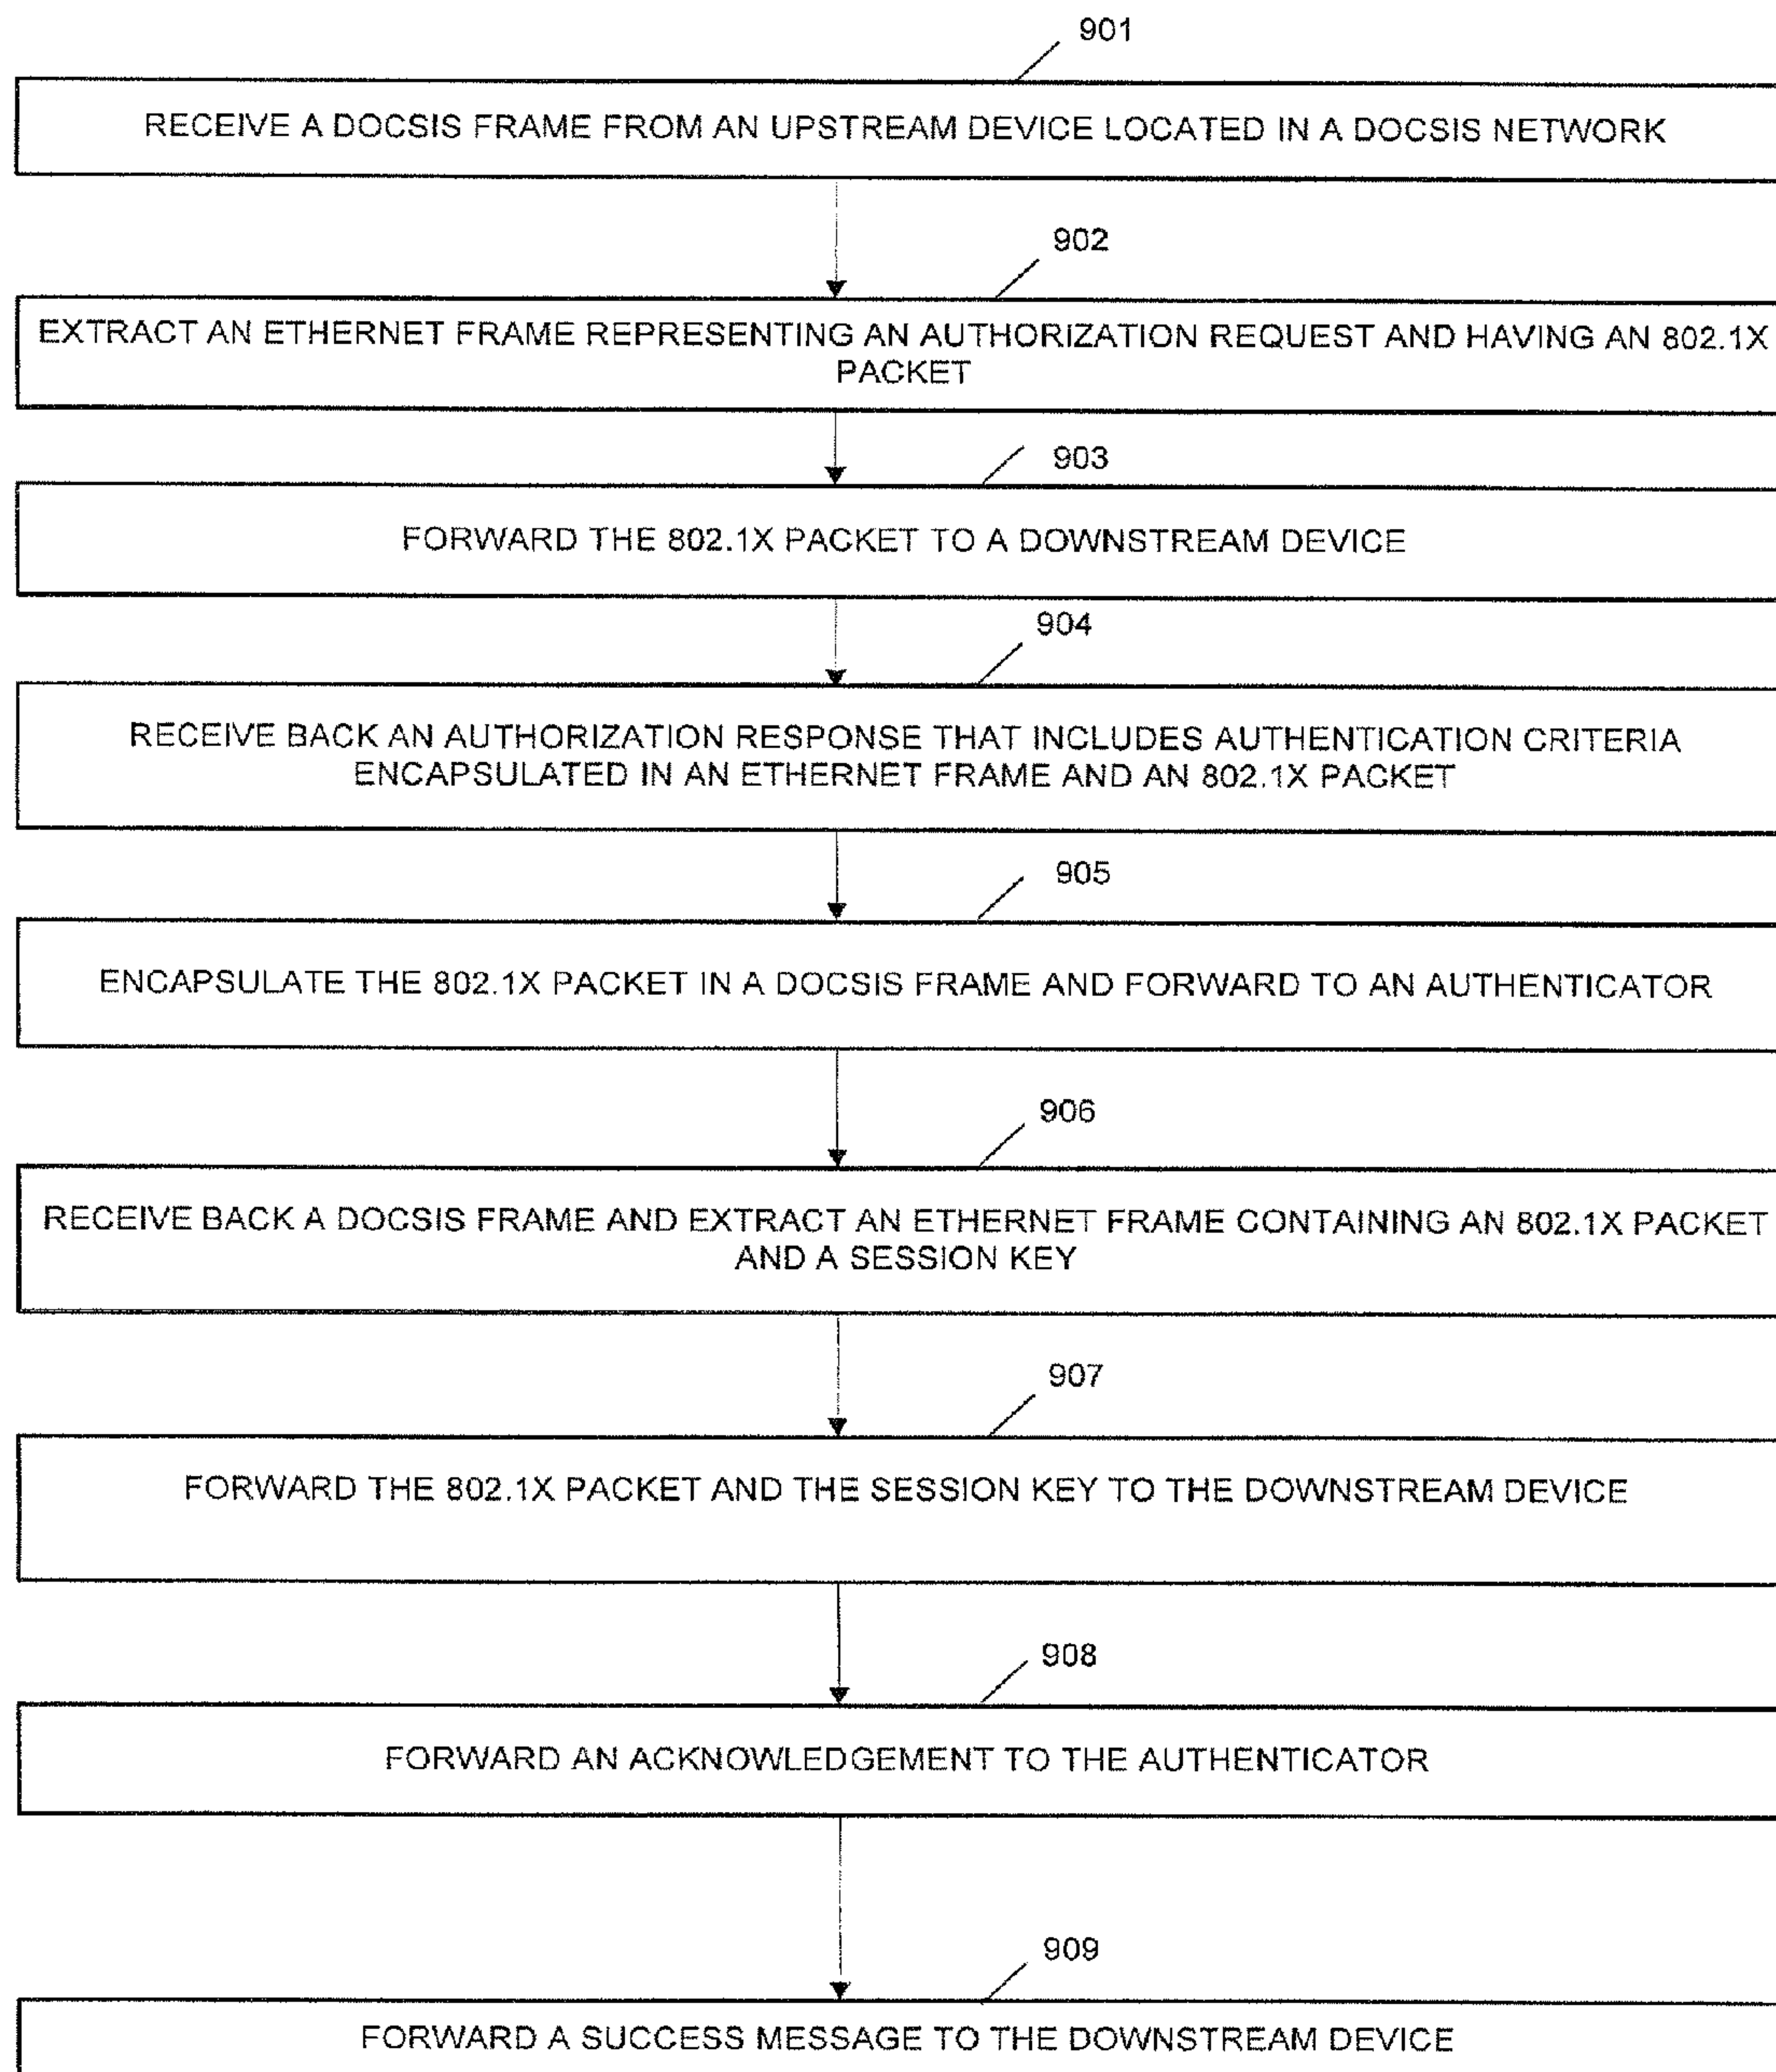 901
RECEIVE A DOCSIS FRAME FROM AN UPSTREAM DEVICE LOCATED IN A DOCSIS NETWORK
902
EXTRACT AN ETHERNET FRAME REPRESENTING AN AUTHORIZATION REQUEST AND HAVING AN 802.1X
PACKET
903
FORWARD THE 802.1X PACKET TO A DOWNSTREAM DEVICE
904
RECEIVE BACK AN AUTHORIZATION RESPONSE THAT INCLUDES AUTHENTICATION CRITERIA
ENCAPSULATED IN AN ETHERNET FRAME AND AN 802.1X PACKET
905
ENCAPSULATE THE 802.1X PACKET IN A DOCSIS FRAME AND FORWARD TO AN AUTHENTICATOR
906
RECEIVE BACK A DOCSIS FRAME AND EXTRACT AN ETHERNET FRAME CONTAINING AN 802.1X PACKET
AND A SESSION KEY
907
FORWARD THE 802.1X PACKET AND THE SESSION KEY TO THE DOWNSTREAM DEVICE
908
FORWARD AN ACKNOWLEDGEMENT TO THE AUTHENTICATOR
909
FORWARD A SUCCESS MESSAGE TO THE DOWNSTREAM DEVICE